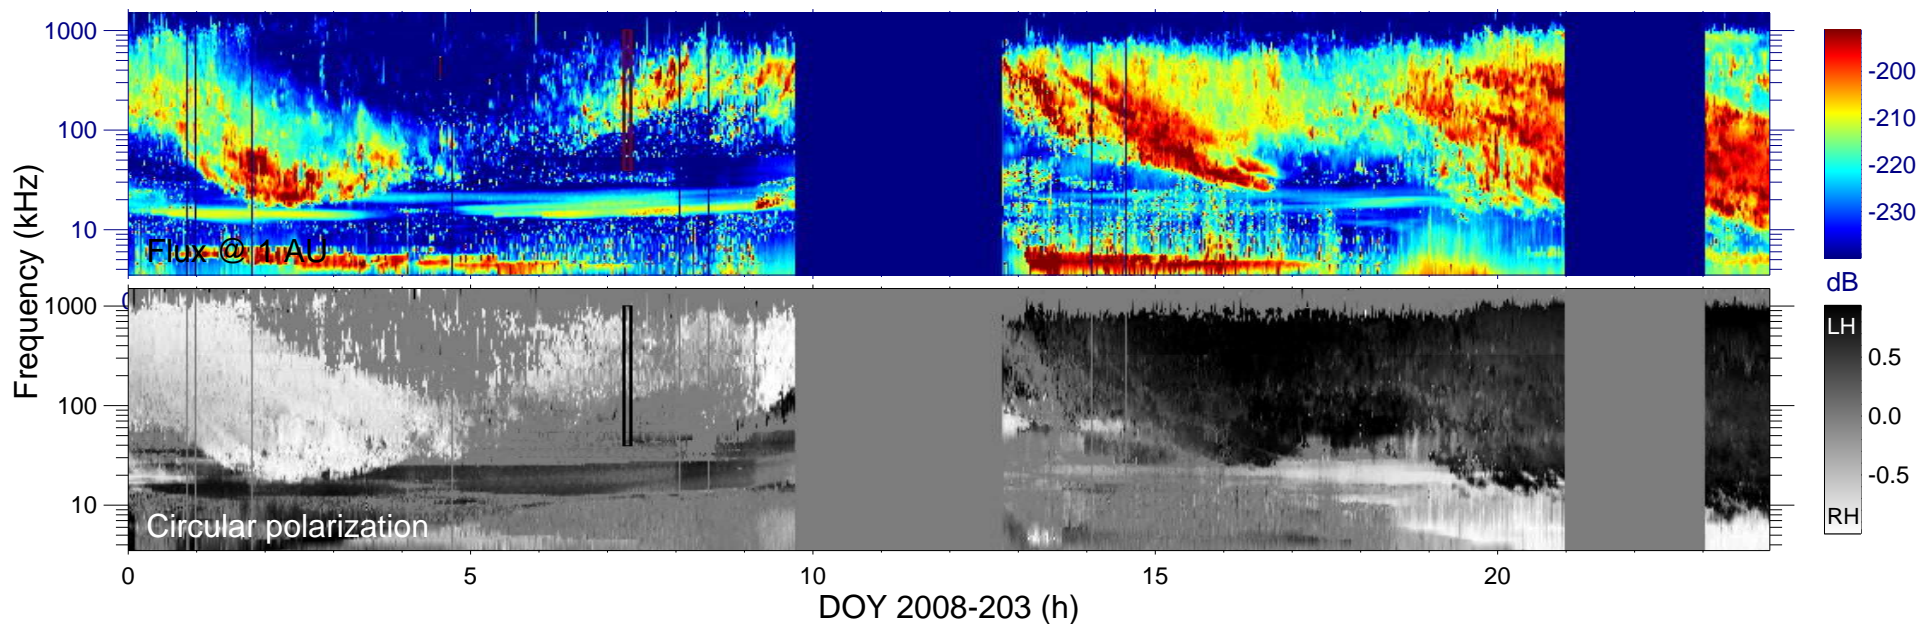 1000
100
10
Flux @ 1 AU
-200
-210
-220
-230
dB
Frequency (kHz)
0
1000
100
10
Circular polarization
LH
0.5
0.0
-0.5
RH
0
5
10
15
20
DOY 2008-203 (h)